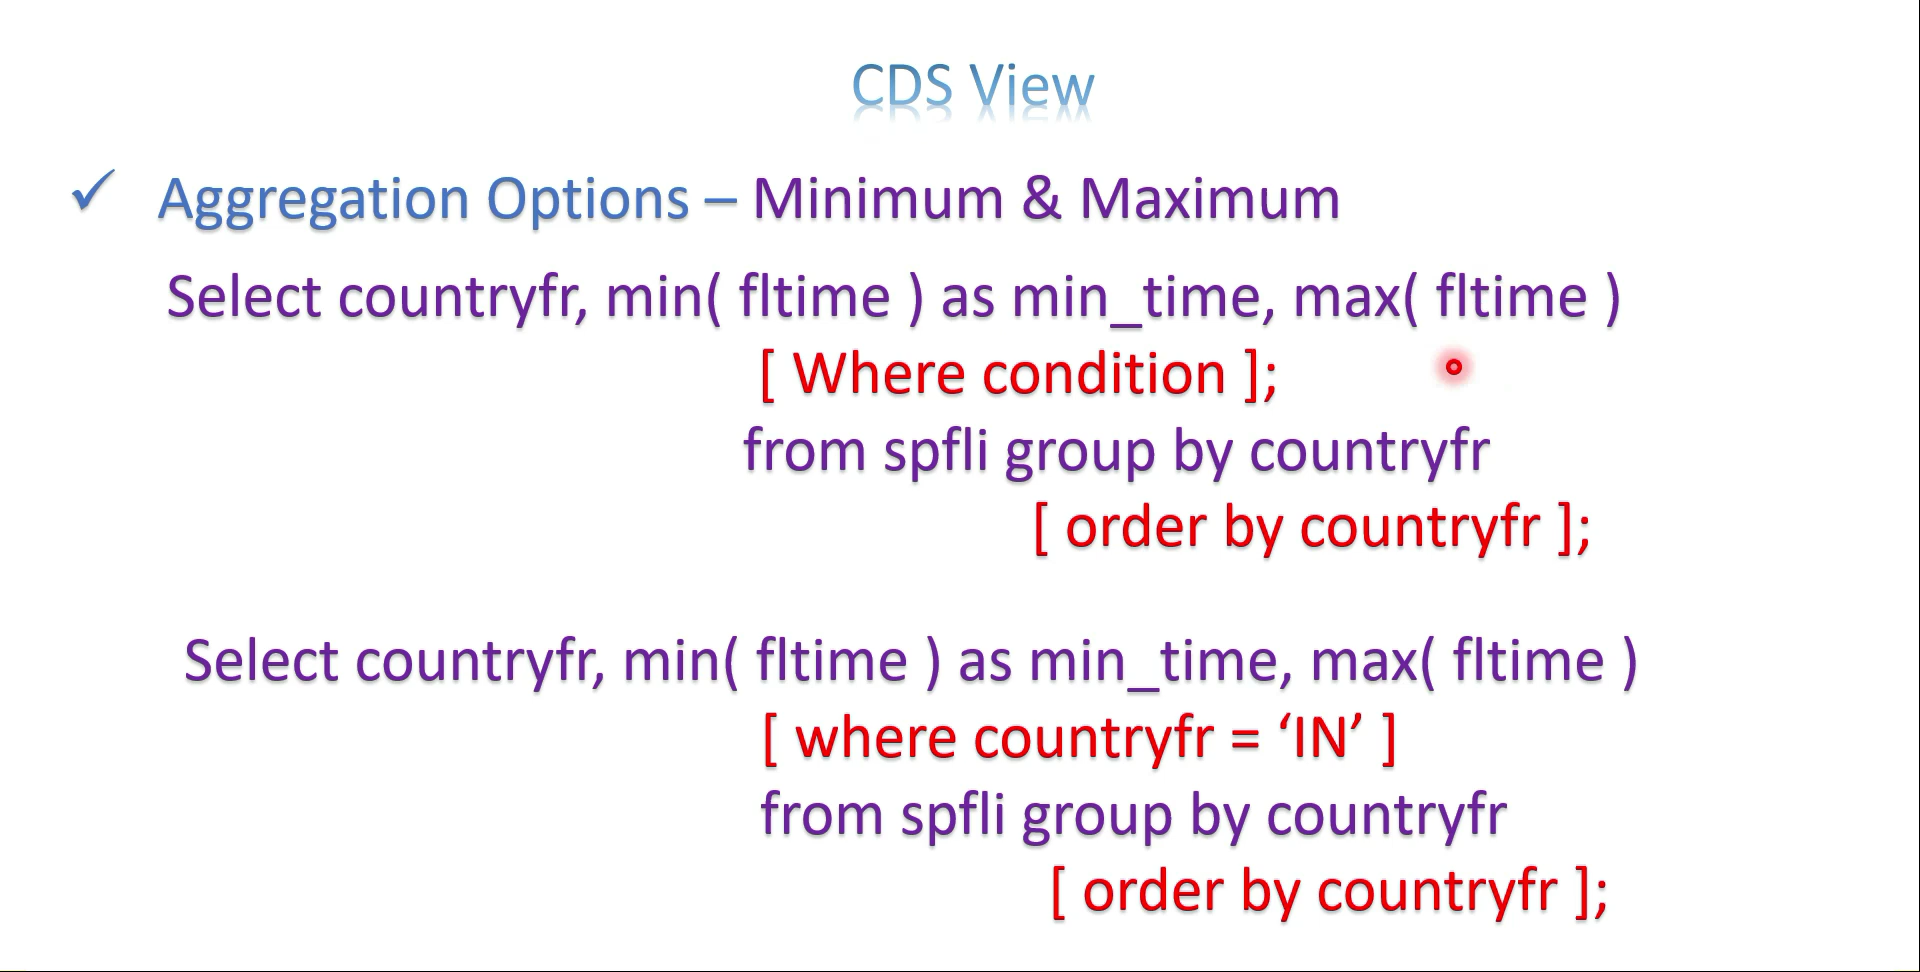 CDS View
✓ Aggregation Options – Minimum & Maximum
Select countryfr, min( fltime ) as min_time, max( fltime )
[ Where condition ];
from spfli group by countryfr
[ order by countryfr ];
Select countryfr, min( fltime ) as min_time, max( fltime )
[ where countryfr = ‘IN’ ]
from spfli group by countryfr
[ order by countryfr ];